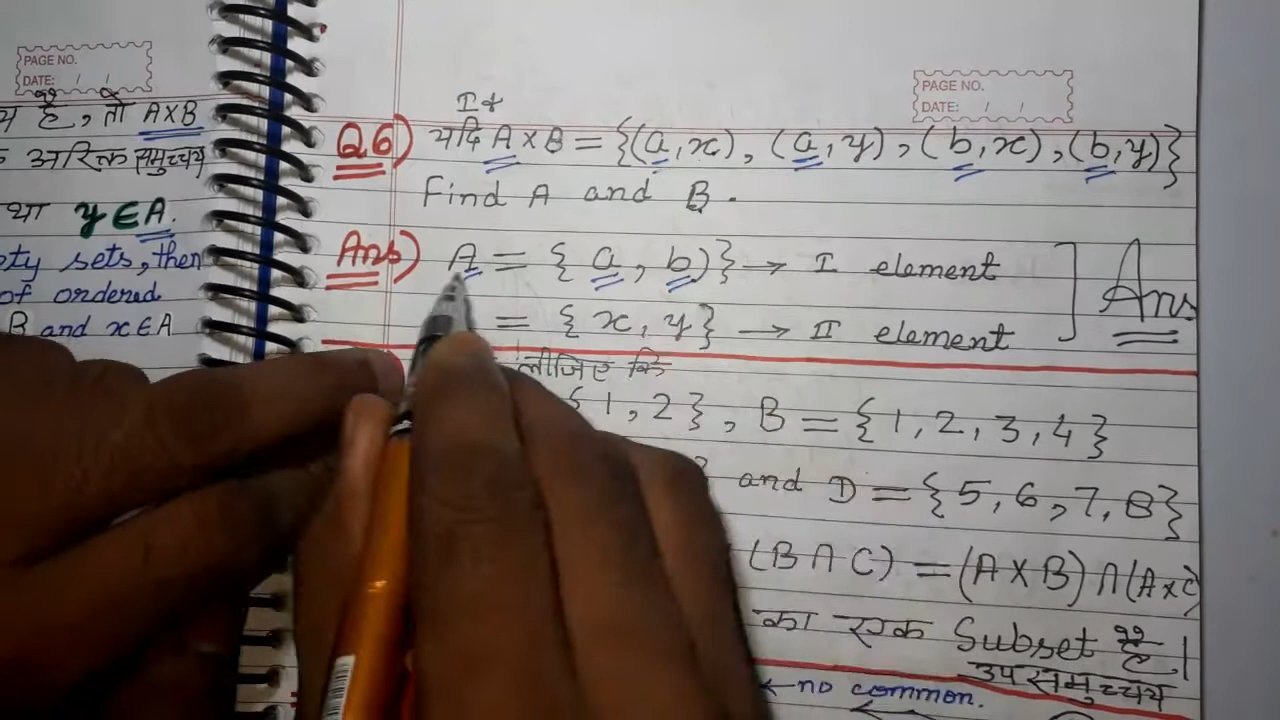 PAGE NO.
DATE: / /
है, तो A×B
अरिक्त समुच्चय
था y∈A.
sets, then
of ordered
B and x∈A
PAGE NO.
DATE: / /
If
Q6) यदि A×B = {(a,x), (a,y), (b,x), (b,y)}
Find A and B.
Ans) A = {a, b)} → I element
= {x, y} → II element
Ans
लीजिए कि
{1, 2}, B = {1, 2, 3, 4}
and D = {5, 6, 7, 8}
(B∩C) = (A×B)∩(A×C)
का एक Subset है।
उपसमुच्चय
← no common.